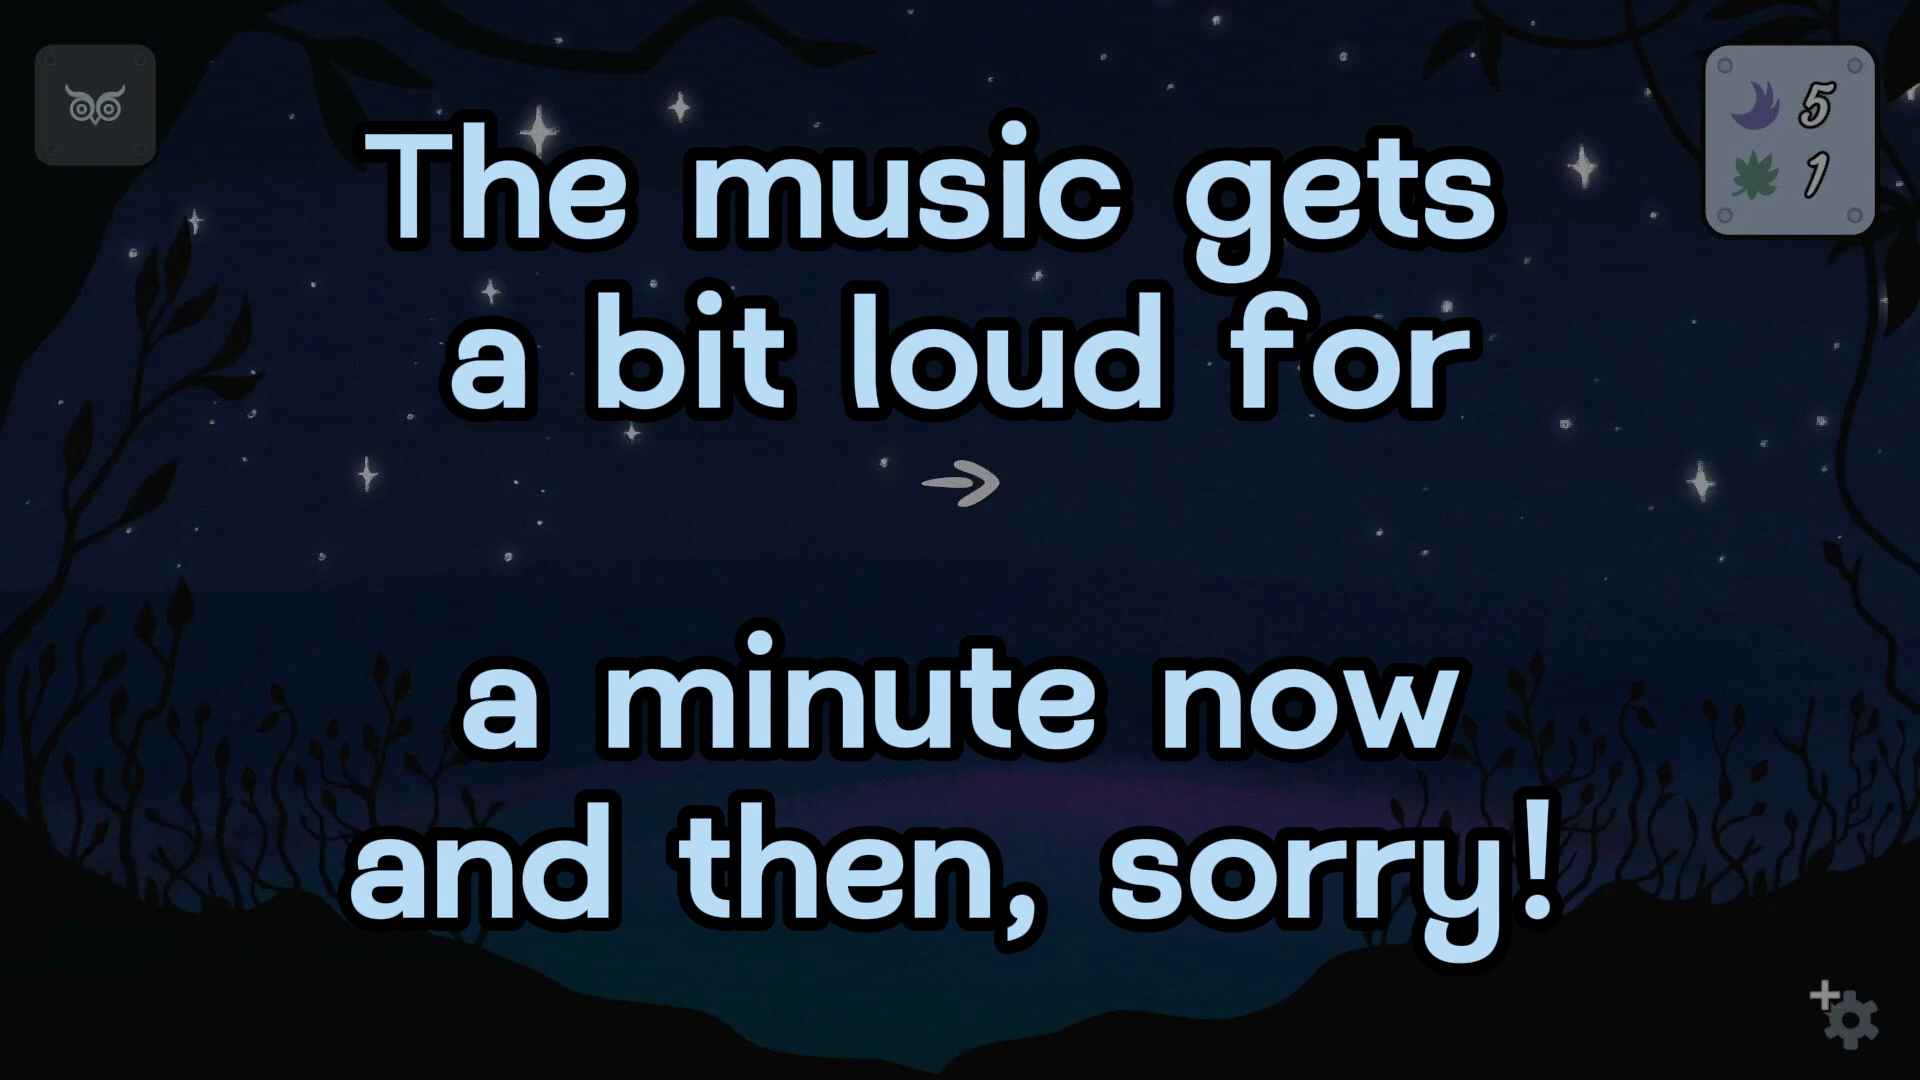 The music gets
a bit loud for
a minute now
and then, sorry!
5
1